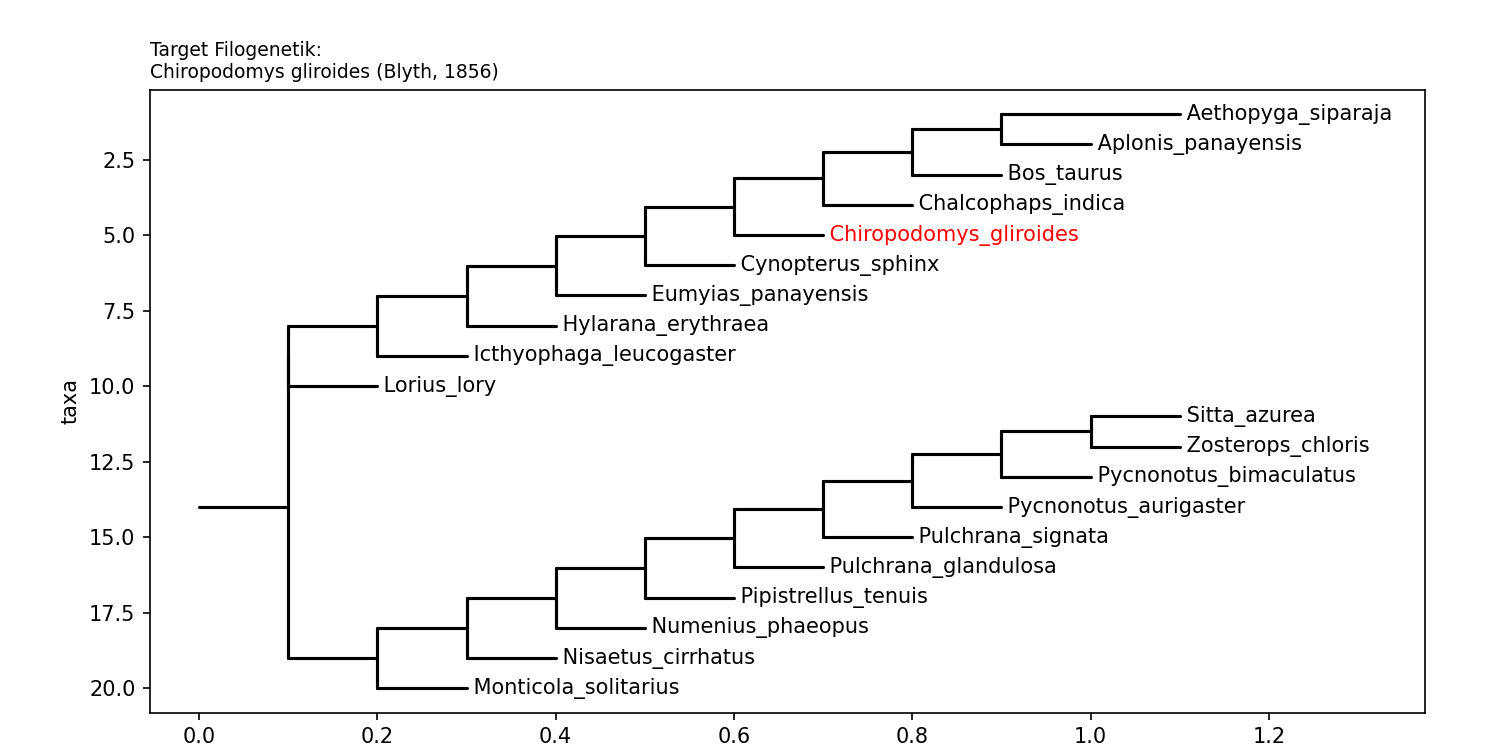 Target Filogenetik:
Chiropodomys gliroides (Blyth, 1856)
Aethopyga_siparaja
Aplonis_panayensis
2.5
Bos_taurus
Chalcophaps_indica
5.0
Chiropodomys_gliroides
Cynopterus_sphinx
Eumyias_panayensis
7.5
Hylarana_erythraea
Icthyophaga_leucogaster
taxa
10.0
Lorius_lory
Sitta_azurea
Zosterops_chloris
12.5
Pycnonotus_bimaculatus
Pycnonotus_aurigaster
15.0
Pulchrana_signata
Pulchrana_glandulosa
Pipistrellus_tenuis
17.5
Numenius_phaeopus
Nisaetus_cirrhatus
20.0
Monticola_solitarius
0.0 0.2 0.4 0.6 0.8 1.0 1.2